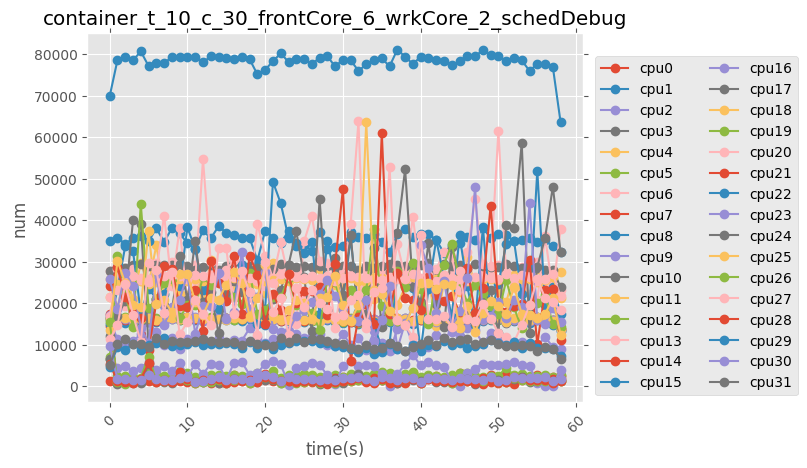 container_t_10_c_30_frontCore_6_wrkCore_2_schedDebug
80000
70000
60000
50000
40000
30000
20000
10000
0
num
0
10
20
30
40
50
60
time(s)
cpu0
cpu1
cpu2
cpu3
cpu4
cpu5
cpu6
cpu7
cpu8
cpu9
cpu10
cpu11
cpu12
cpu13
cpu14
cpu15
cpu16
cpu17
cpu18
cpu19
cpu20
cpu21
cpu22
cpu23
cpu24
cpu25
cpu26
cpu27
cpu28
cpu29
cpu30
cpu31